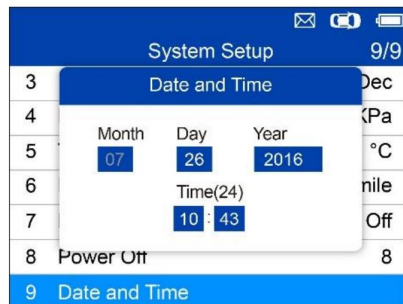 System Setup 9/9
3 Dec
Date and Time
4 KPa
Month Day Year
5 °C
07 26 2016
6 mile
Time(24)
7 Off
10 : 43
8 Power Off 8
9 Date and Time